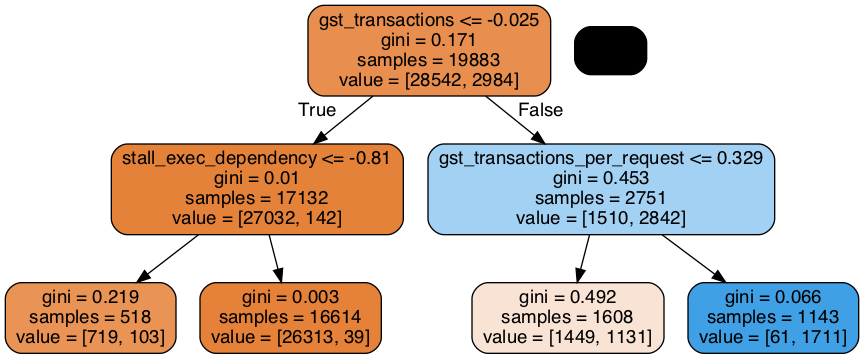 gst_transactions <= -0.025
gini = 0.171
samples = 19883
value = [28542, 2984]
True
False
stall_exec_dependency <= -0.81
gini = 0.01
samples = 17132
value = [27032, 142]
gst_transactions_per_request <= 0.329
gini = 0.453
samples = 2751
value = [1510, 2842]
gini = 0.219
samples = 518
value = [719, 103]
gini = 0.003
samples = 16614
value = [26313, 39]
gini = 0.492
samples = 1608
value = [1449, 1131]
gini = 0.066
samples = 1143
value = [61, 1711]